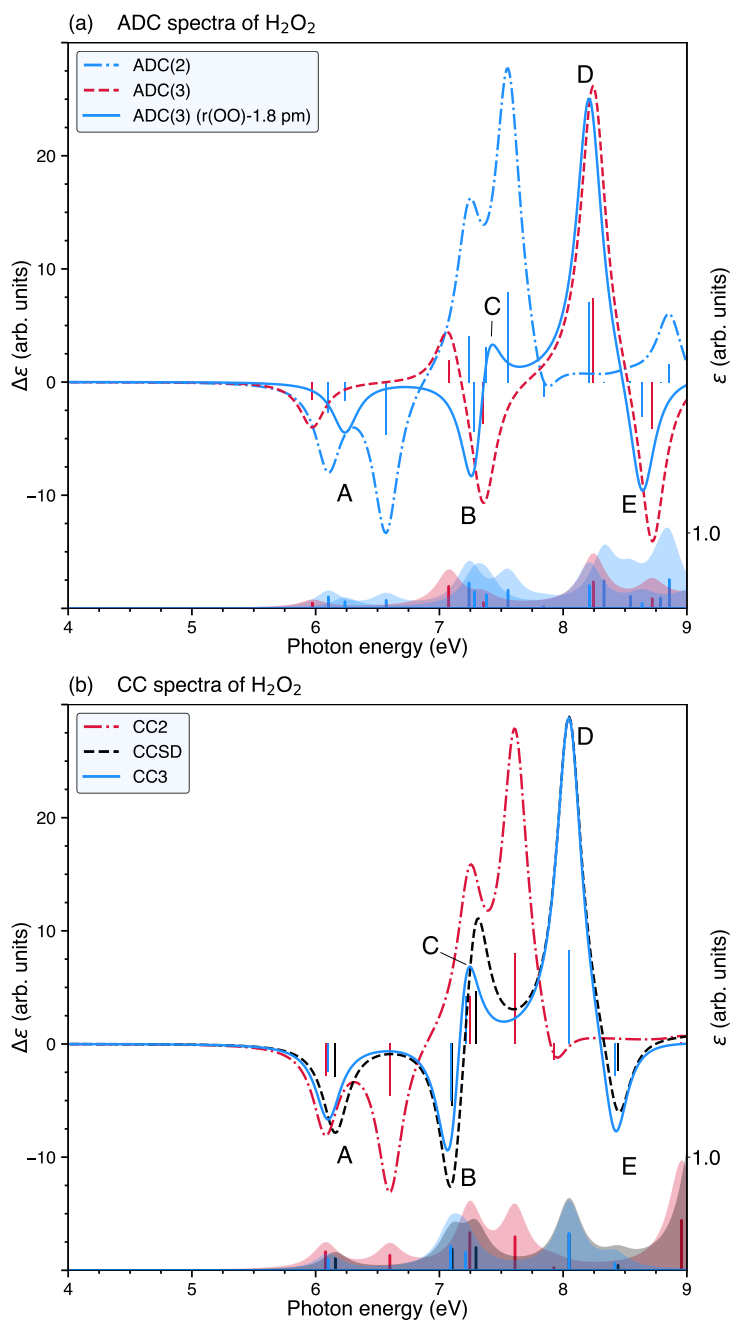 (a) ADC spectra of H₂O₂
ADC(2)
ADC(3)
ADC(3) (r(OO)-1.8 pm)
D
C
A
B
E
20
10
0
−10
Δε (arb. units)
ε (arb. units)
1.0
4 5 6 7 8 9
Photon energy (eV)
(b) CC spectra of H₂O₂
CC2
CCSD
CC3
D
C
A
B
E
20
10
0
−10
Δε (arb. units)
ε (arb. units)
1.0
4 5 6 7 8 9
Photon energy (eV)